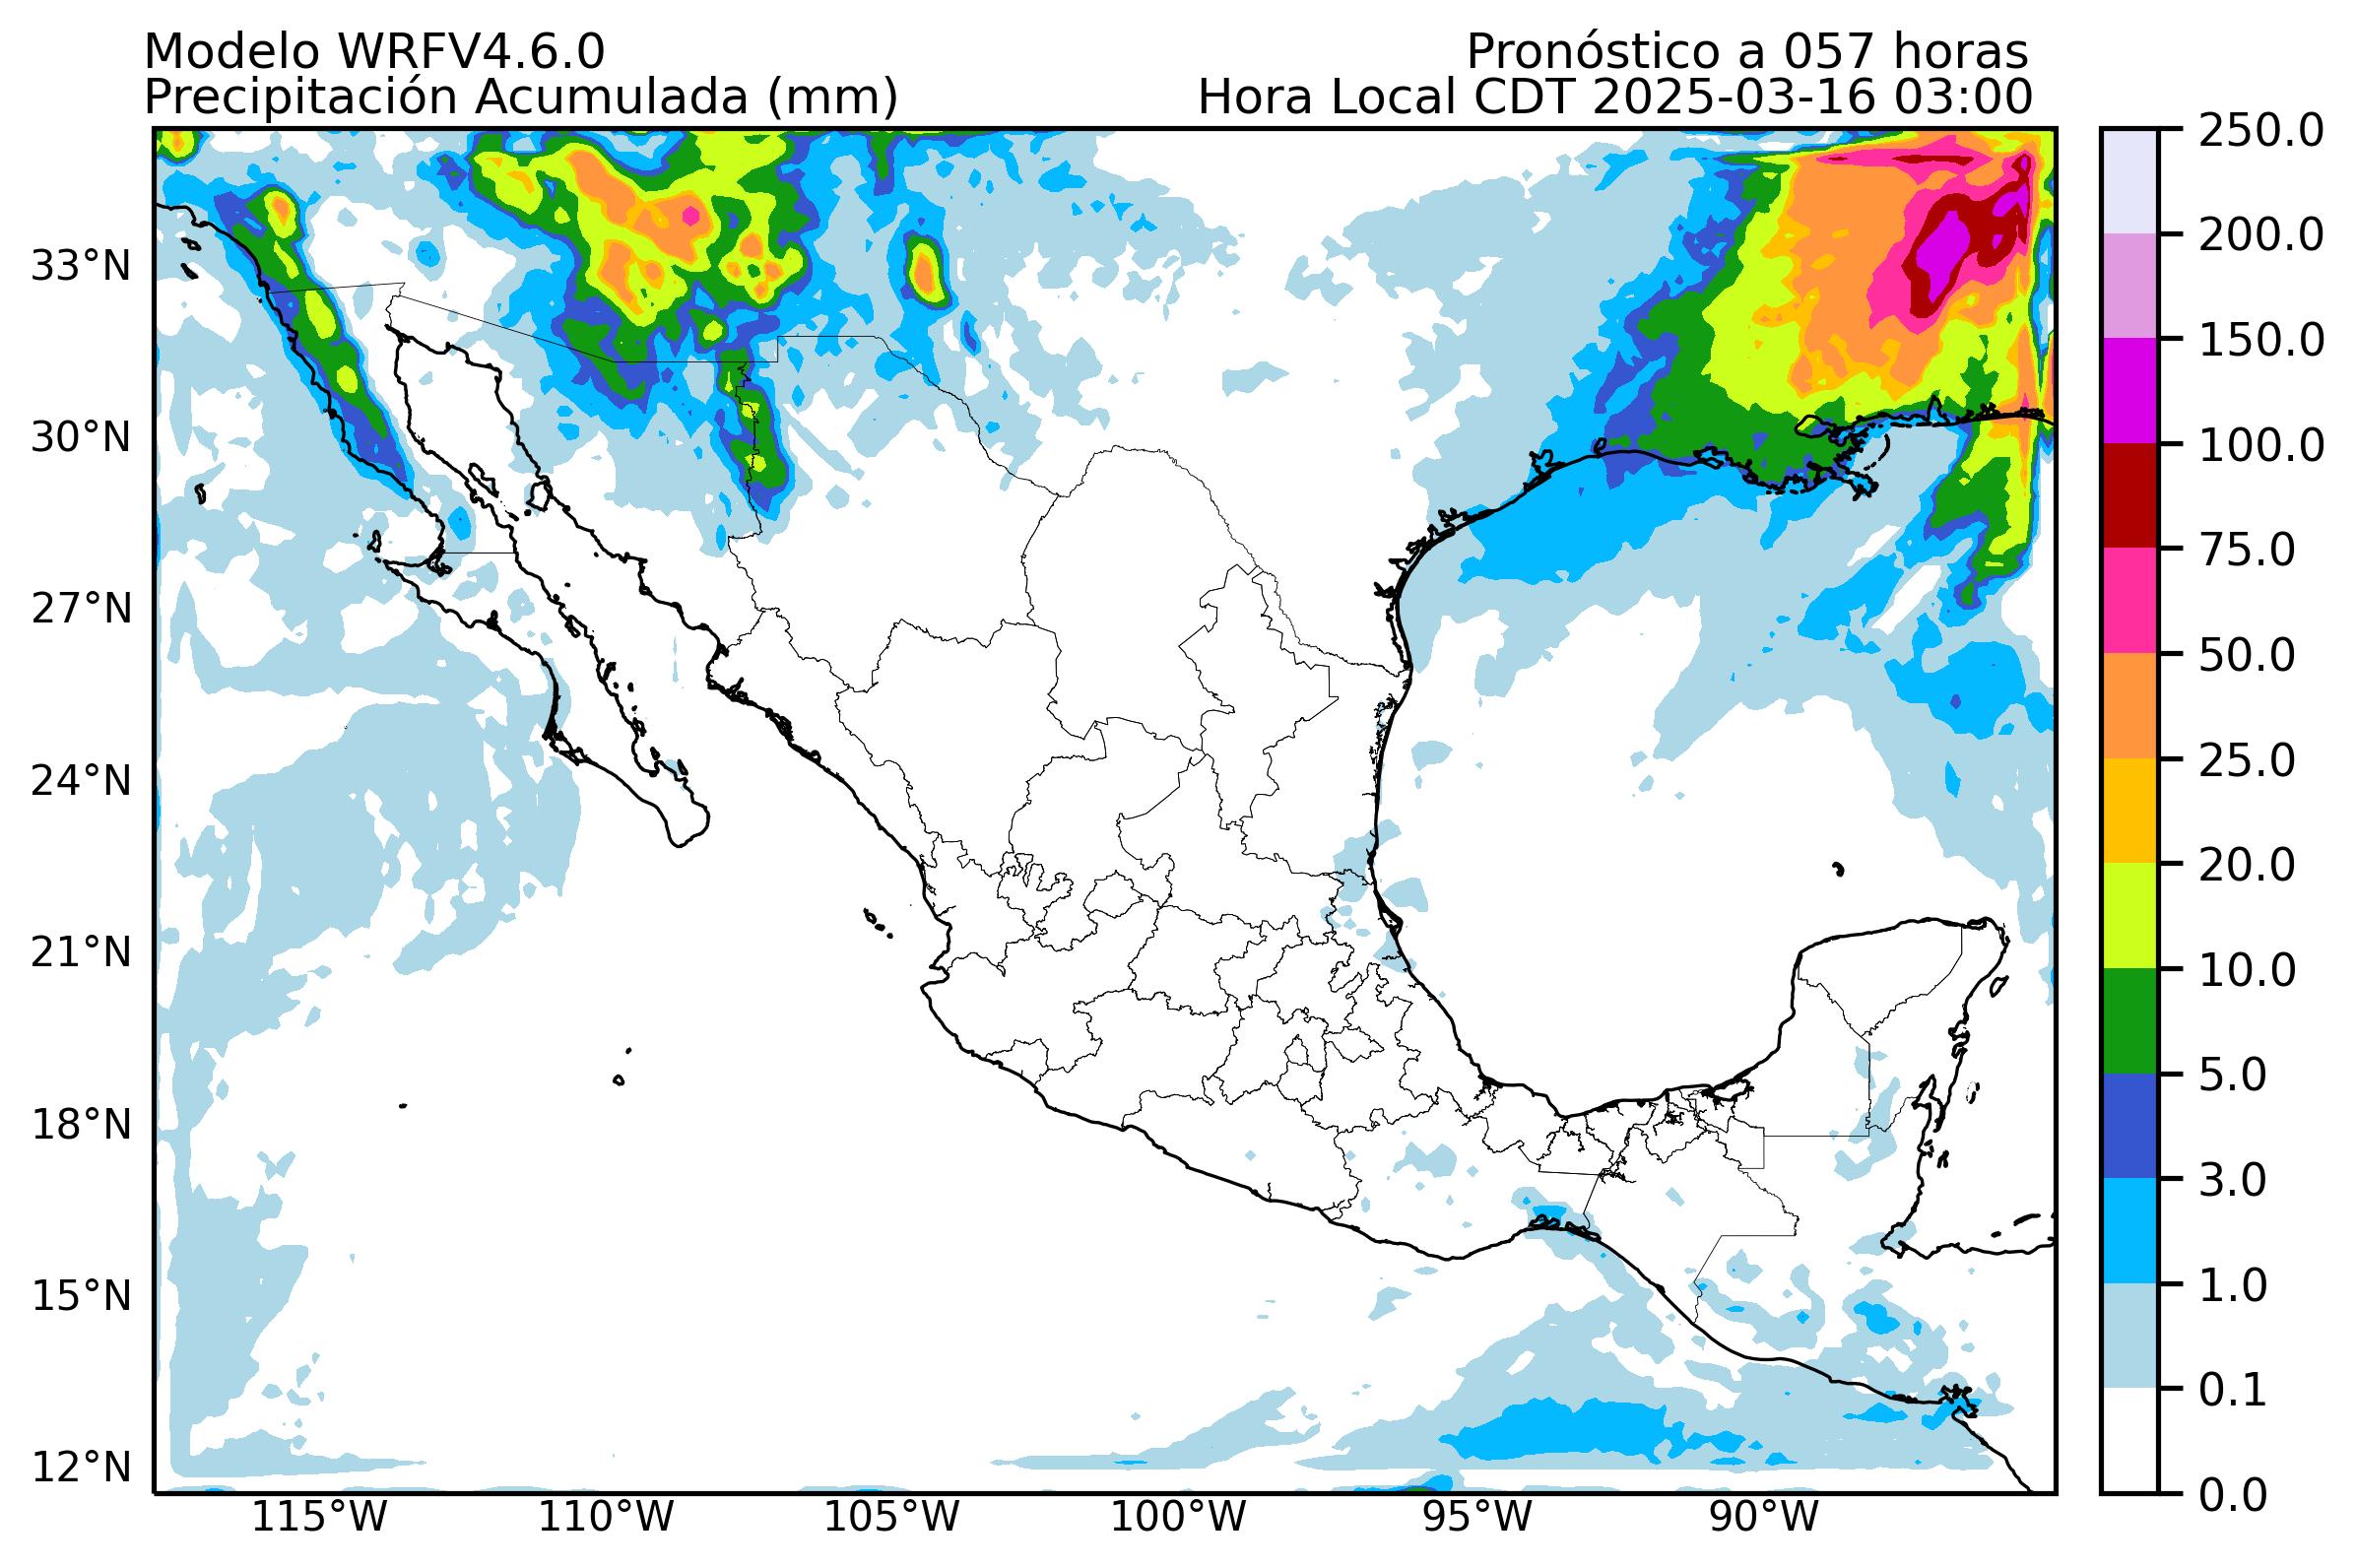 Modelo WRFV4.6.0
Pronóstico a 057 horas
Precipitación Acumulada (mm)
Hora Local CDT 2025-03-16 03:00
33°N
30°N
27°N
24°N
21°N
18°N
15°N
12°N
115°W
110°W
105°W
100°W
95°W
90°W
250.0
200.0
150.0
100.0
75.0
50.0
25.0
20.0
10.0
5.0
3.0
1.0
0.1
0.0